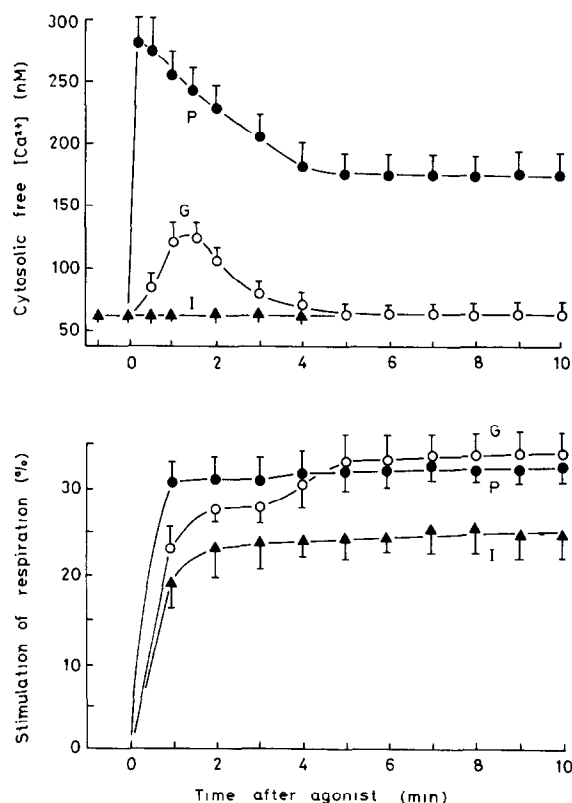 Cytosolic free [Ca²⁺] (nM)
300
250
200
150
100
50
P
G
I
0 2 4 6 8 10
Stimulation of respiration (%)
30
20
10
0
G
P
I
0 2 4 6 8 10
Time after agonist (min)